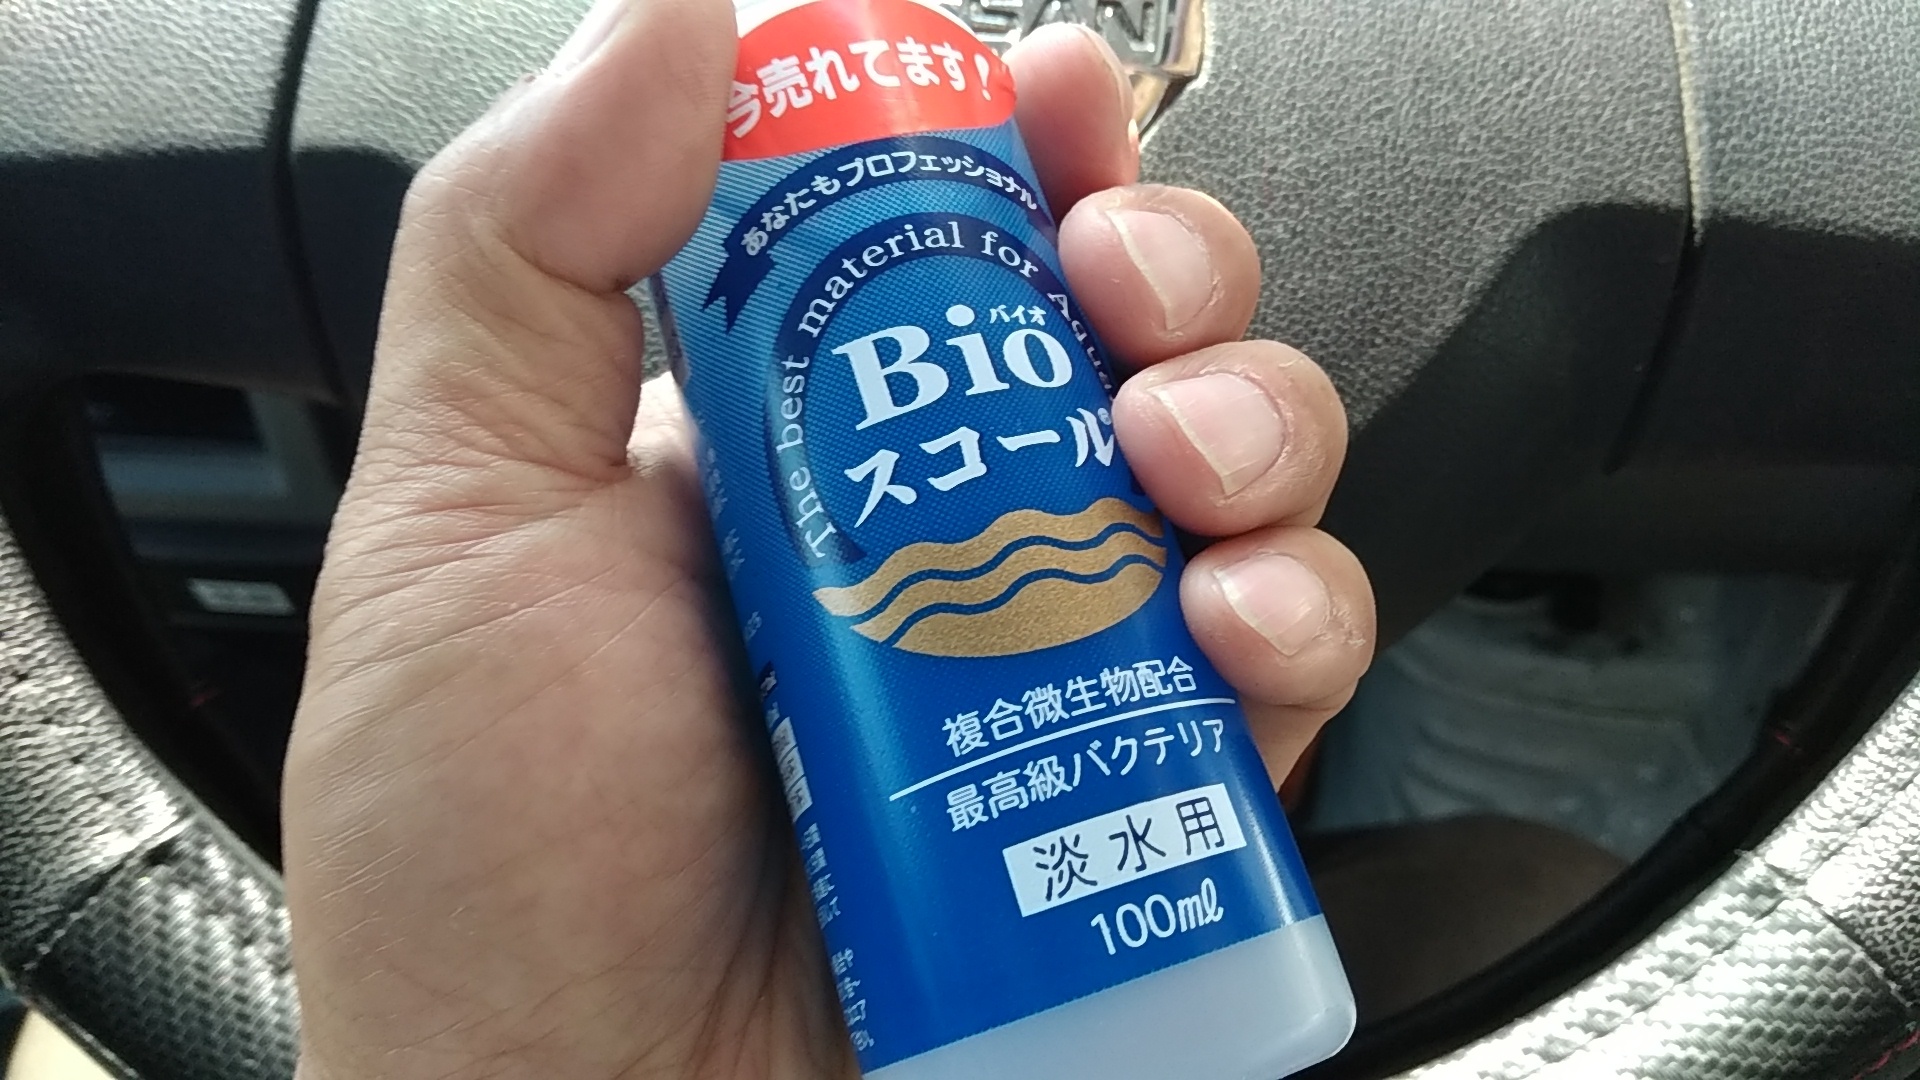 今売れてます!
あなたもプロフェッショナル
The best material for Aqua
バイオ
Bio
スコール®
複合微生物配合
最高級バクテリア
淡水用
100ml